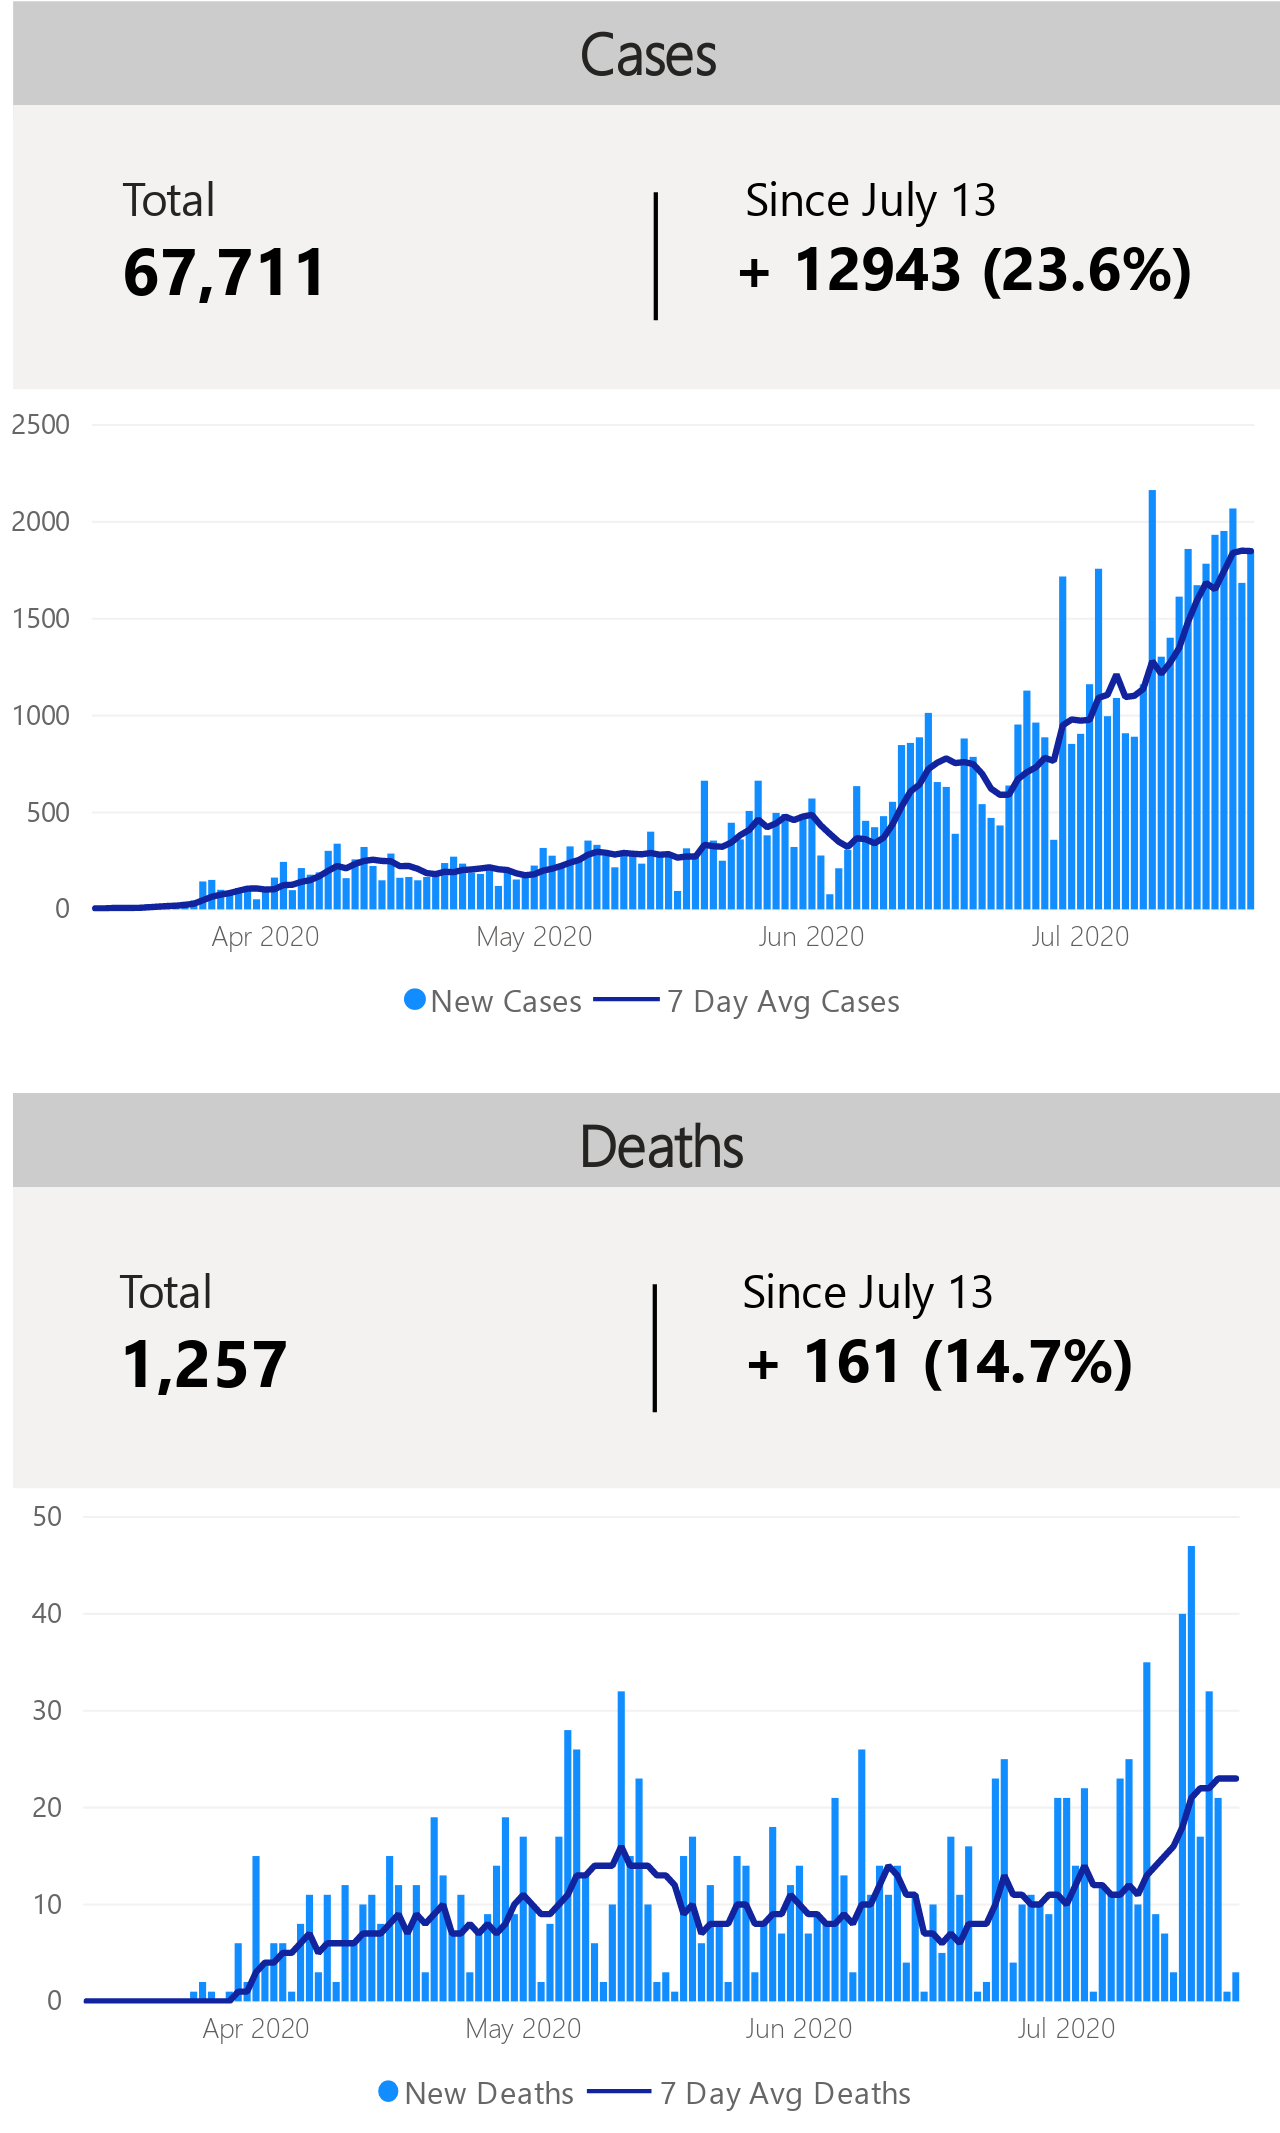 Cases
Total
Since July 13
67,711
+ 12943 (23.6%)
2500
2000
1500
1000
500
0
Apr 2020
May 2020
Jun 2020
Jul 2020
New Cases
7 Day Avg Cases
Deaths
Total
Since July 13
1,257
+ 161 (14.7%)
50
40
30
20
10
0
Apr 2020
May 2020
Jun 2020
Jul 2020
New Deaths
7 Day Avg Deaths